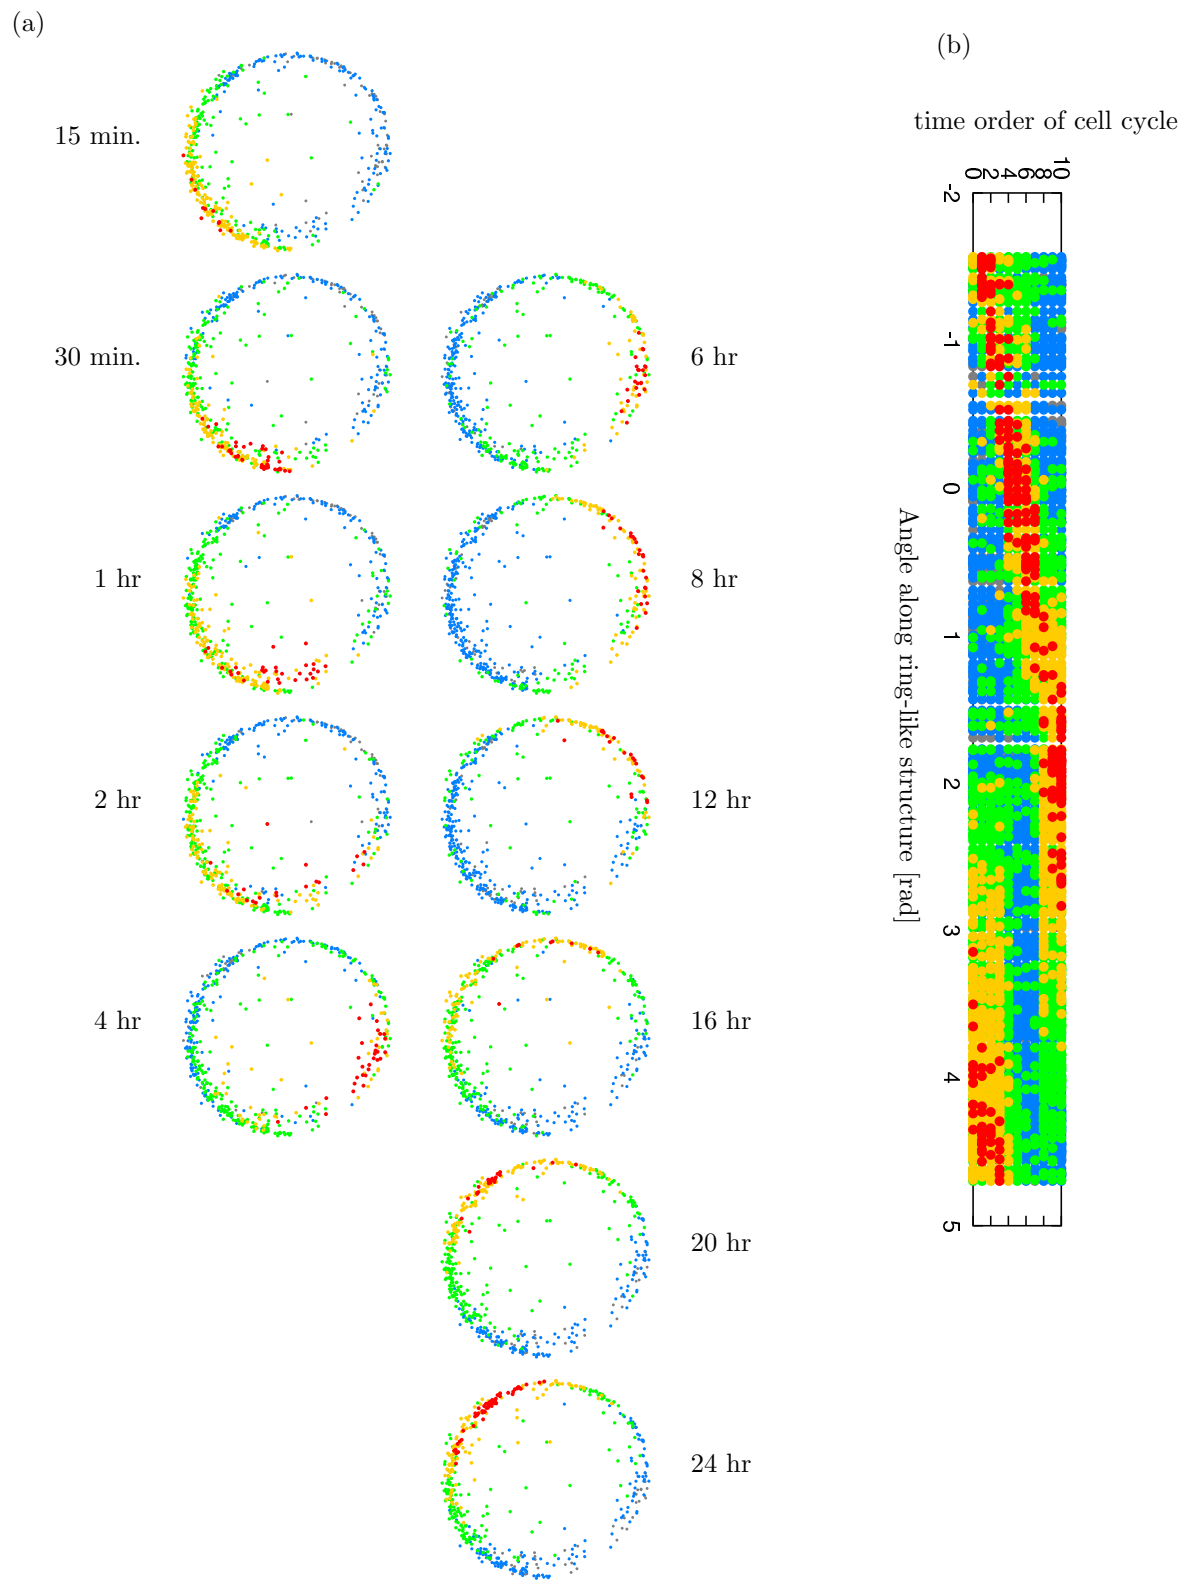 (a)
(b)
time order of cell cycle
15 min.
0 2 4 6 8 10
-2
30 min.
6 hr
-1
0
Angle along ring-like structure [rad]
1 hr
8 hr
1
2 hr
12 hr
2
3
4 hr
16 hr
4
20 hr
5
24 hr